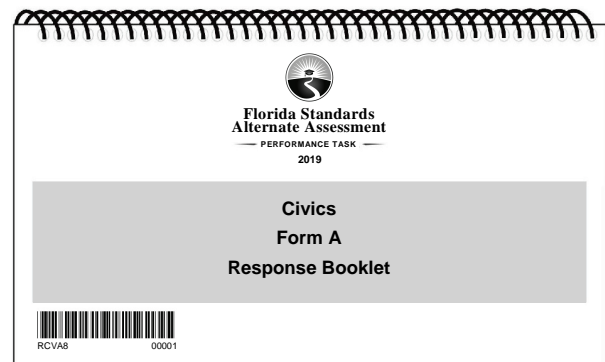 Florida Standards
Alternate Assessment
PERFORMANCE TASK
2019
Civics
Form A
Response Booklet
RCVA8 00001